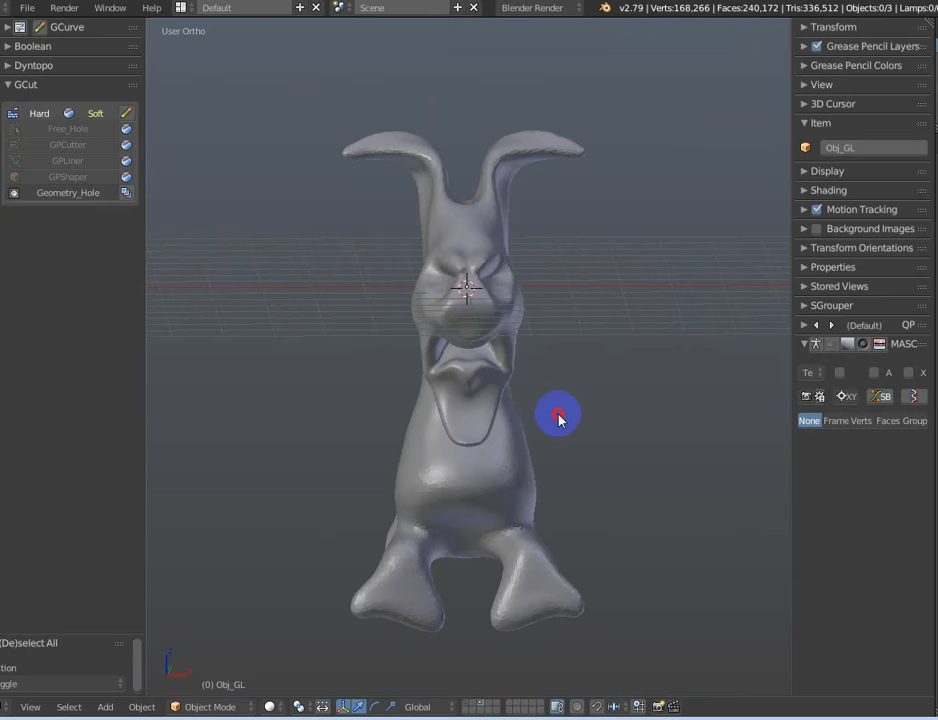 File Render Window Help Default Scene Blender Render v2.79 | Verts:168,266 | Faces:240,172 | Tris:336,512 | Objects:0/3 | Lamps:0/
GCurve
Boolean
Dyntopo
GCut
Hard Soft
Free_Hole
GPCutter
GPLiner
GPShaper
Geometry_Hole
User Ortho
Transform
Grease Pencil Layers
Grease Pencil Colors
View
3D Cursor
Item
Obj_GL
Display
Shading
Motion Tracking
Background Images
Transform Orientations
Properties
Stored Views
SGrouper
(Default) QP
MASC
Te A X
XY SB
None Frame Verts Faces Group
(De)select All
tion
ggle
z
y
x
(0) Obj_GL
View Select Add Object Object Mode Global